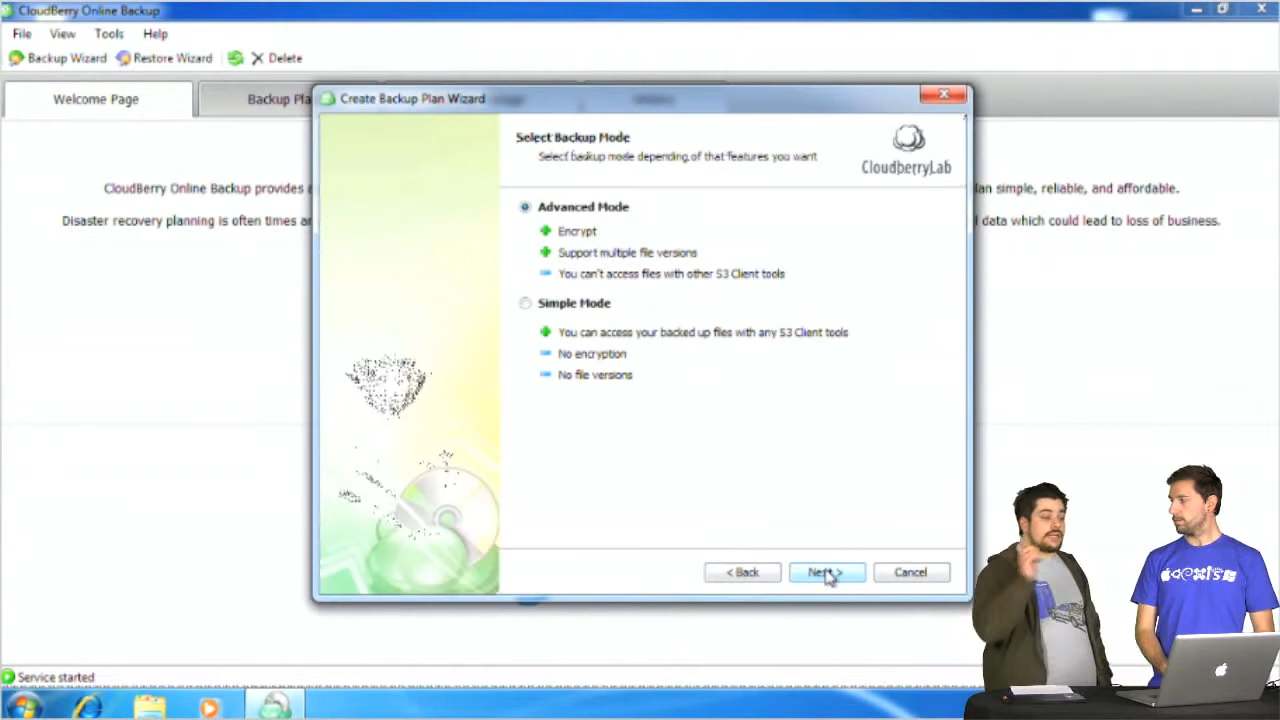 CloudBerry Online Backup
File View Tools Help
Backup Wizard Restore Wizard Delete
Welcome Page
Backup Pla
Create Backup Plan Wizard
Select Backup Mode
Select backup mode depending of that features you want
CloudberryLab
CloudBerry Online Backup provides a
an simple, reliable, and affordable.
Disaster recovery planning is often times ar
l data which could lead to loss of business.
Advanced Mode
Encrypt
Support multiple file versions
You can't access files with other S3 Client tools
Simple Mode
You can access your backed up files with any S3 Client tools
No encryption
No file versions
< Back Next > Cancel
Service started